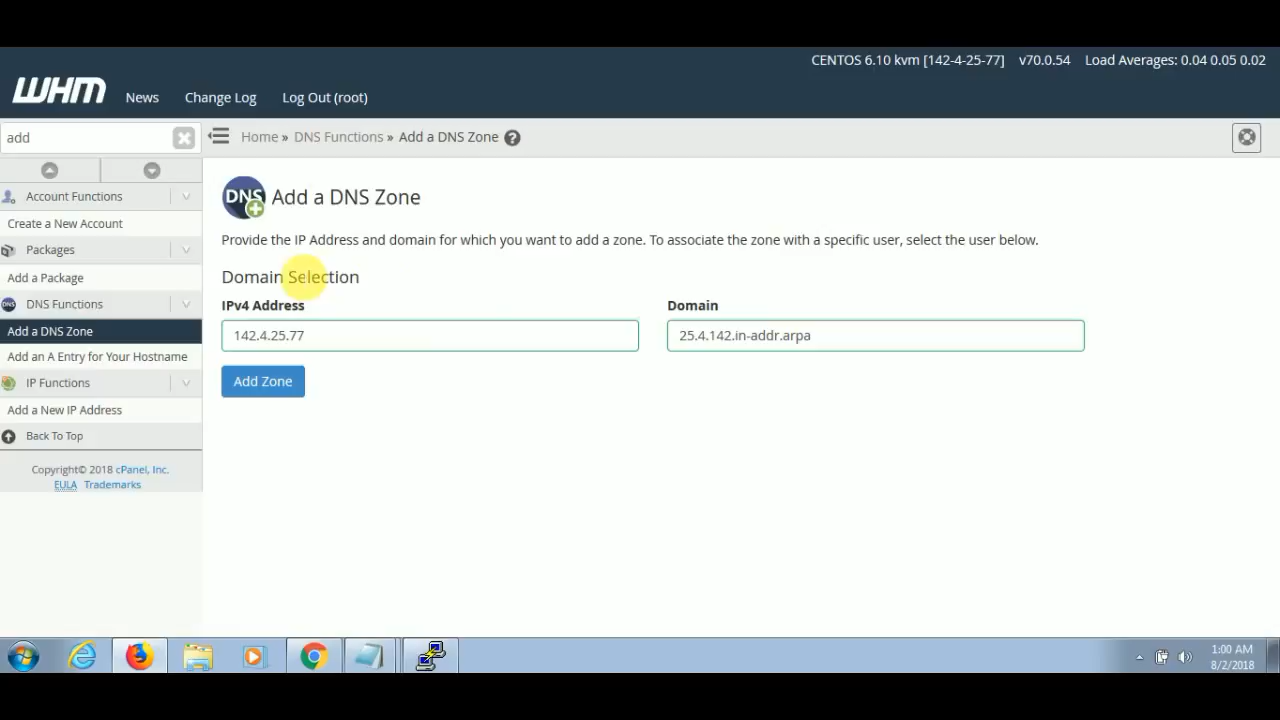 CENTOS 6.10 kvm [142-4-25-77] v70.0.54 Load Averages: 0.04 0.05 0.02
WHM News Change Log Log Out (root)
add
Home » DNS Functions » Add a DNS Zone
Account Functions
Create a New Account
Packages
Add a Package
DNS Functions
Add a DNS Zone
Add an A Entry for Your Hostname
IP Functions
Add a New IP Address
Back To Top
Copyright© 2018 cPanel, Inc.
EULA Trademarks
DNS Add a DNS Zone
Provide the IP Address and domain for which you want to add a zone. To associate the zone with a specific user, select the user below.
Domain Selection
IPv4 Address
142.4.25.77
Domain
25.4.142.in-addr.arpa
Add Zone
1:00 AM
8/2/2018